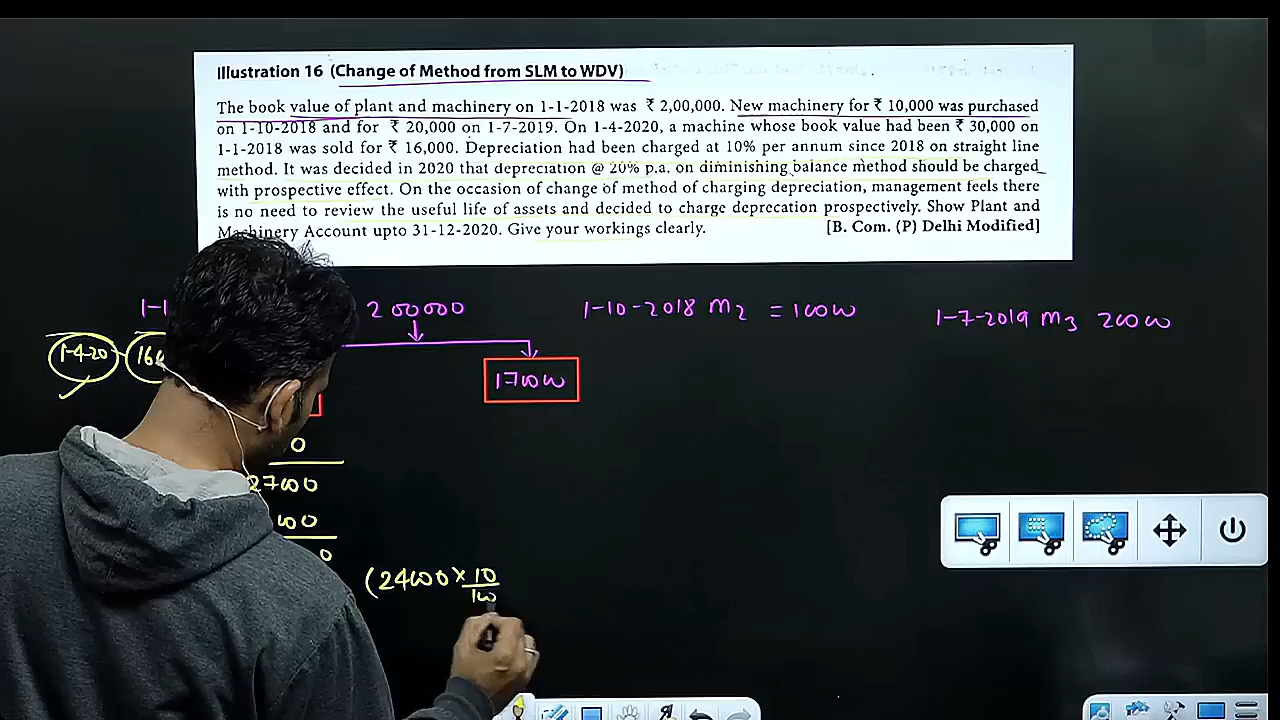 Illustration 16 (Change of Method from SLM to WDV)
The book value of plant and machinery on 1-1-2018 was ₹ 2,00,000. New machinery for ₹ 10,000 was purchased
on 1-10-2018 and for ₹ 20,000 on 1-7-2019. On 1-4-2020, a machine whose book value had been ₹ 30,000 on
1-1-2018 was sold for ₹ 16,000. Depreciation had been charged at 10% per annum since 2018 on straight line
method. It was decided in 2020 that depreciation @ 20% p.a. on diminishing balance method should be charged
with prospective effect. On the occasion of change of method of charging depreciation, management feels there
is no need to review the useful life of assets and decided to charge deprecation prospectively. Show Plant and
Machinery Account upto 31-12-2020. Give your workings clearly. [B. Com. (P) Delhi Modified]
1-1 200000 1-10-2018 M2 = 10000 1-7-2019 M3 20000
1-4-20 16
170000
0
27000
000
0
(24000 × 10
100